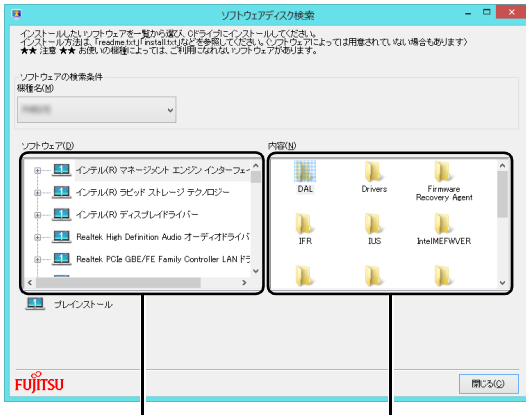 ソフトウェアディスク検索
インストールしたいソフトウェアを一覧から選び、Cドライブにインストールしてください。
インストール方法は、「readme.txt」「install.txt」などを参照してください。(ソフトウェアによっては用意されていない場合もあります)
★★ 注意 ★★ お使いの機種によっては、ご利用になれないソフトウェアがあります。
ソフトウェアの検索条件
機種名(M)
ソフトウェア(D)
内容(N)
インテル(R) マネージメント エンジン インターフェイ
インテル(R) ラピッド ストレージ テクノロジー
インテル(R) ディスプレイドライバー
Realtek High Definition Audio オーディオドライバ
Realtek PCIe GBE/FE Family Controller LAN ドラ
DAL
Drivers
Firmware
Recovery Agent
IFR
IUS
IntelMEFWVER
プレインストール
FUJITSU
閉じる(C)